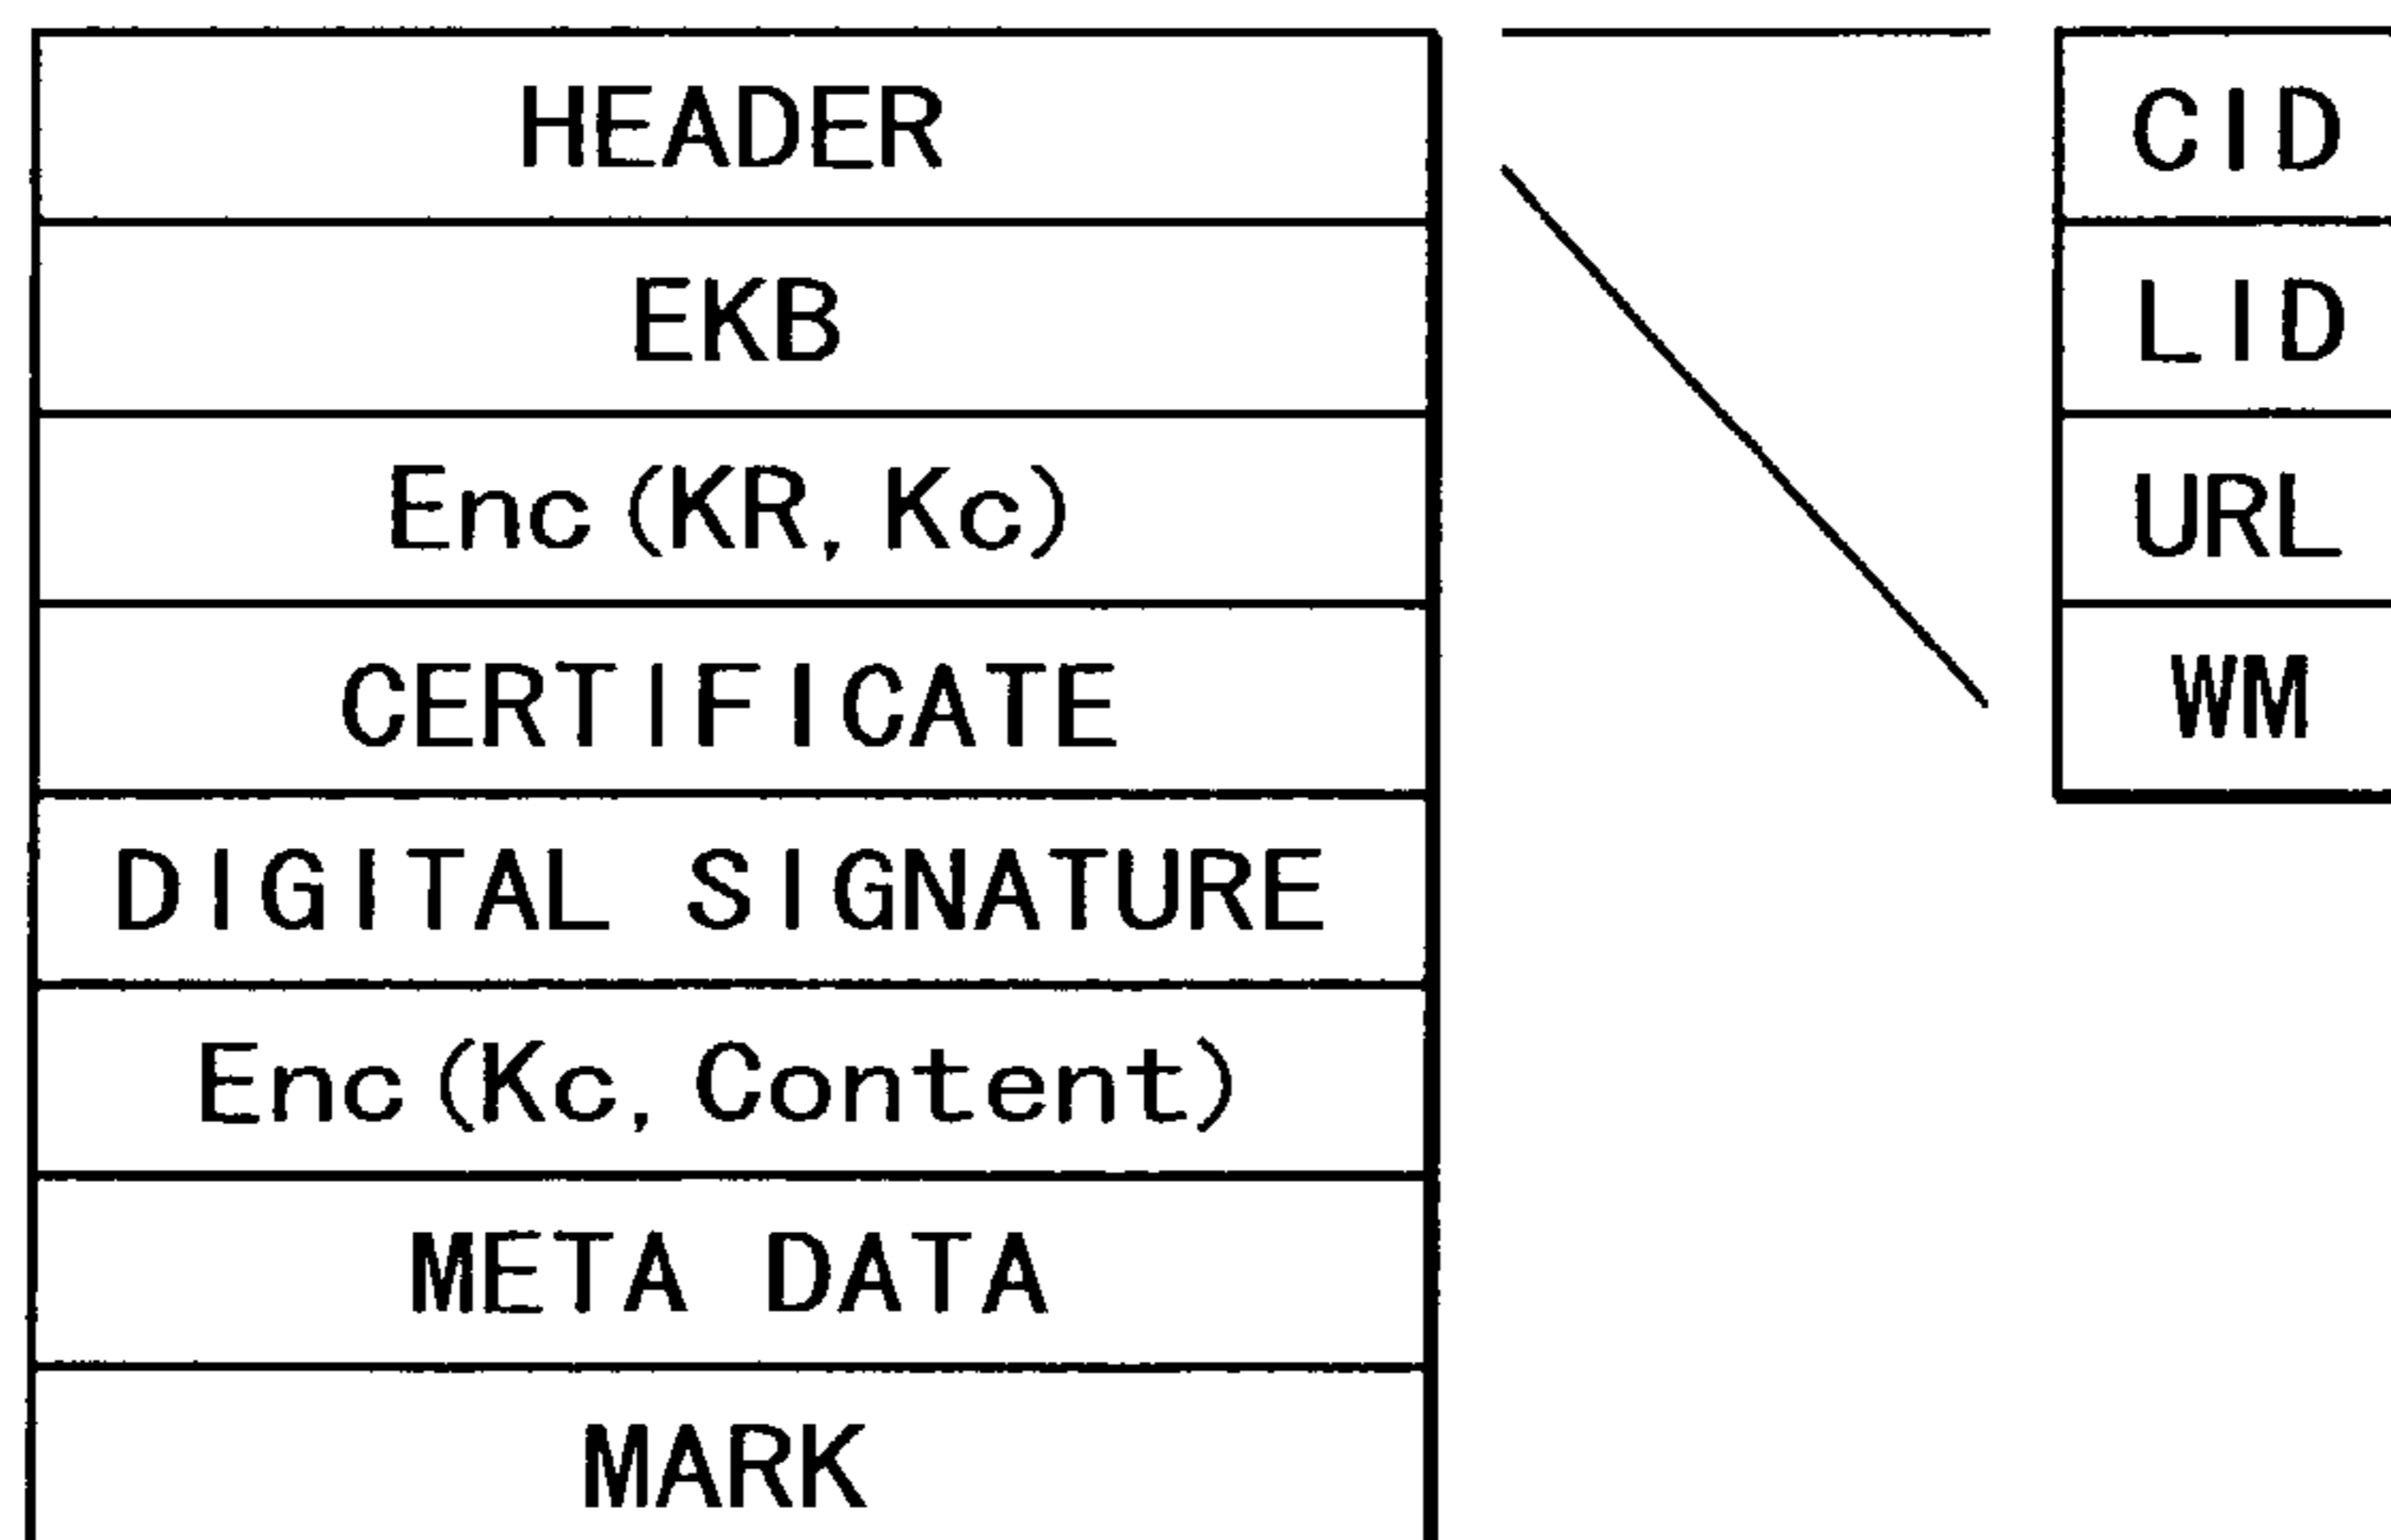 HEADER
EKB
Enc (KR, Kc)
CERTIFICATE
DIGITAL SIGNATURE
Enc (Kc, Content)
META DATA
MARK
CID
LID
URL
WM